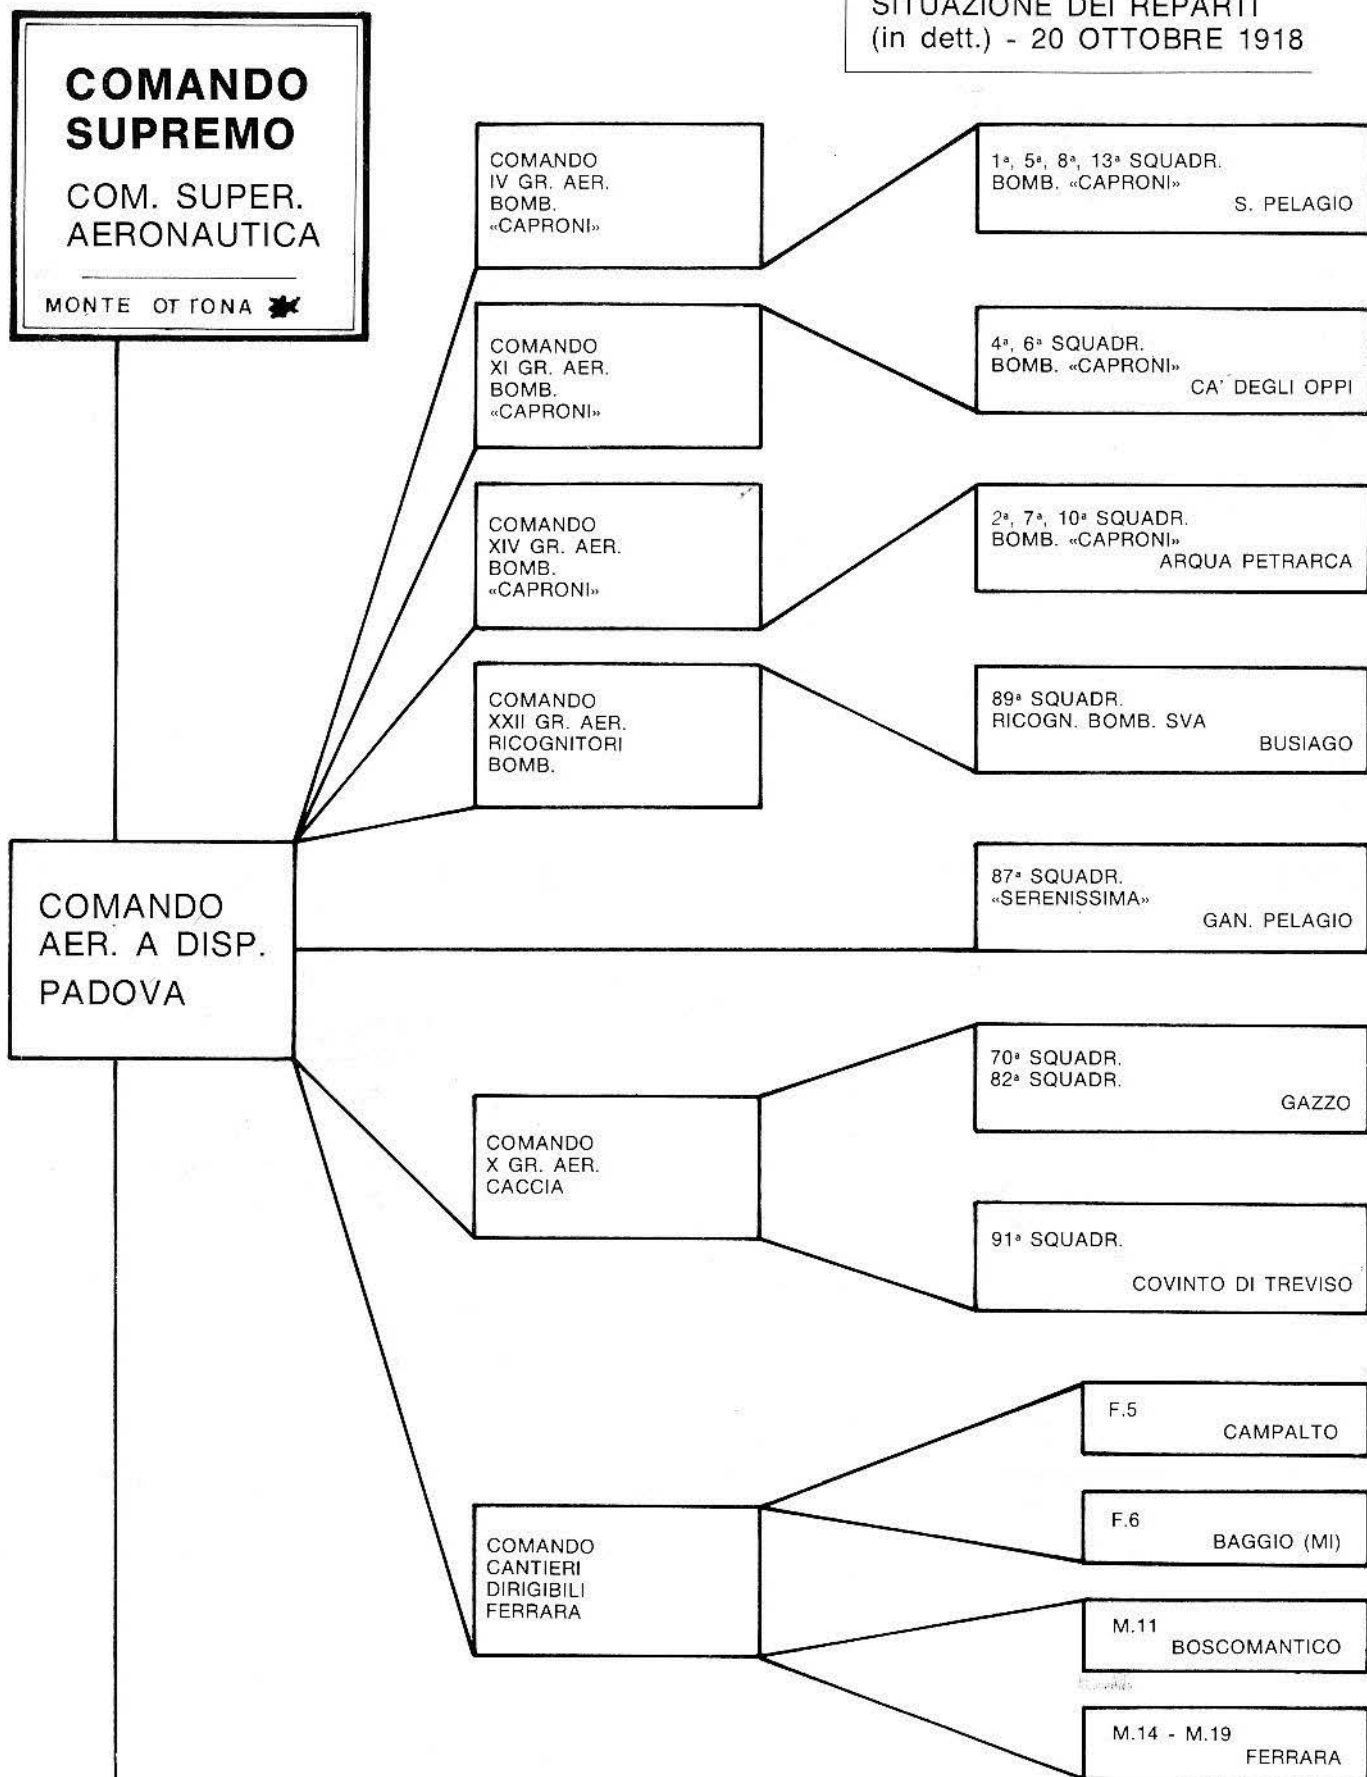 SITUAZIONE DEI REPARTI
(in dett.) - 20 OTTOBRE 1918
COMANDO
SUPREMO
COM. SUPER.
AERONAUTICA
MONTE OTTONA
COMANDO
IV GR. AER.
BOMB.
«CAPRONI»
1ª, 5ª, 8ª, 13ª SQUADR.
BOMB. «CAPRONI»
S. PELAGIO
COMANDO
XI GR. AER.
BOMB.
«CAPRONI»
4ª, 6ª SQUADR.
BOMB. «CAPRONI»
CA' DEGLI OPPI
COMANDO
XIV GR. AER.
BOMB.
«CAPRONI»
2ª, 7ª, 10ª SQUADR.
BOMB. «CAPRONI»
ARQUA PETRARCA
COMANDO
XXII GR. AER.
RICOGNITORI
BOMB.
89ª SQUADR.
RICOGN. BOMB. SVA
BUSIAGO
COMANDO
AER. A DISP.
PADOVA
87ª SQUADR.
«SERENISSIMA»
GAN. PELAGIO
COMANDO
X GR. AER.
CACCIA
70ª SQUADR.
82ª SQUADR.
GAZZO
91ª SQUADR.
COVINTO DI TREVISO
COMANDO
CANTIERI
DIRIGIBILI
FERRARA
F.5
CAMPALTO
F.6
BAGGIO (MI)
M.11
BOSCOMANTICO
M.14 - M.19
FERRARA